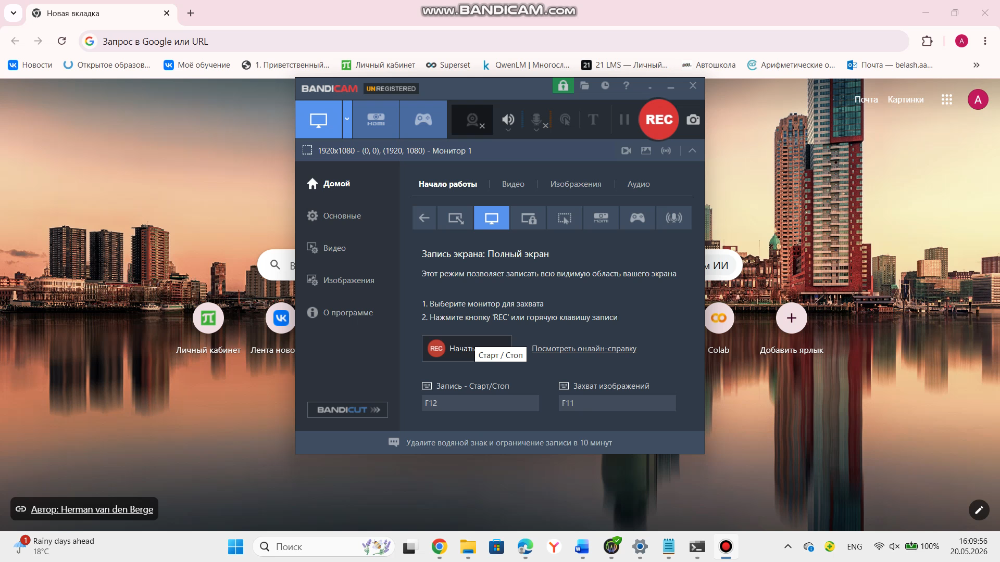 Новая вкладка
www.BANDICAM.com
Запрос в Google или URL
A
Новости
Открытое образов...
Моё обучение
1. Приветственный...
Личный кабинет
Superset
QwenLM | Многосл...
21 LMS — Личный...
Автошкола
Арифметические о...
Почта — belash.aa...
BANDICAM UNREGISTERED
Почта
Картинки
A
HDMI
REC
1920x1080 - (0, 0), (1920, 1080) - Монитор 1
Домой
Основные
Видео
Изображения
О программе
BANDICUT
Начало работы
Видео
Изображения
Аудио
HDMI
Запись экрана: Полный экран
Этот режим позволяет записать всю видимую область вашего экрана
1. Выберите монитор для захвата
2. Нажмите кнопку 'REC' или горячую клавишу записи
REC Начать
Старт / Стоп
Посмотреть онлайн-справку
Запись - Старт/Стоп
F12
Захват изображений
F11
Удалите водяной знак и ограничение записи в 10 минут
ИИ
Личный кабинет
Лента ново
Colab
Добавить ярлык
Автор: Herman van den Berge
1
Rainy days ahead
18°C
Поиск
ENG
100%
16:09:56
20.05.2026